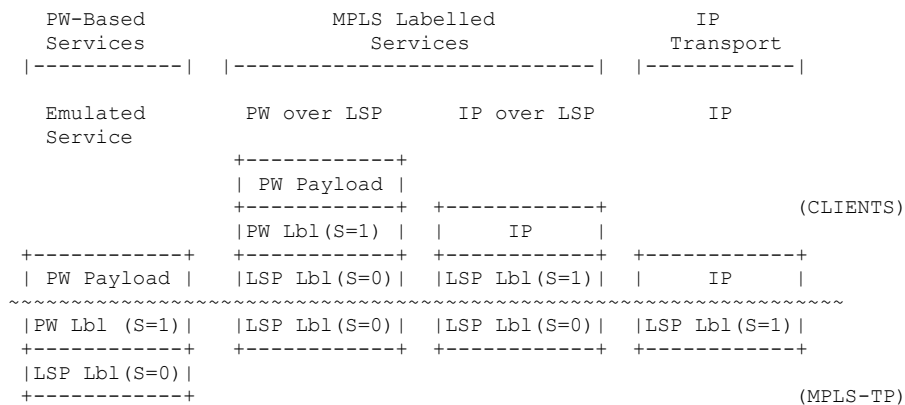 PW-Based MPLS Labelled IP
Services Services Transport
|------------| |-----------------------------| |------------|
Emulated PW over LSP IP over LSP IP
Service
+------------+
| PW Payload |
+------------+ +------------+ (CLIENTS)
|PW Lbl(S=1) | | IP |
+------------+ +------------+ +------------+ +------------+
| PW Payload | |LSP Lbl(S=0)| |LSP Lbl(S=1)| | IP |
~~~~~~~~~~~~~~~~~~~~~~~~~~~~~~~~~~~~~~~~~~~~~~~~~~~~~~~~~~~~~~~~~~~
|PW Lbl (S=1)| |LSP Lbl(S=0)| |LSP Lbl(S=0)| |LSP Lbl(S=1)|
+------------+ +------------+ +------------+ +------------+
|LSP Lbl(S=0)|
+------------+ (MPLS-TP)